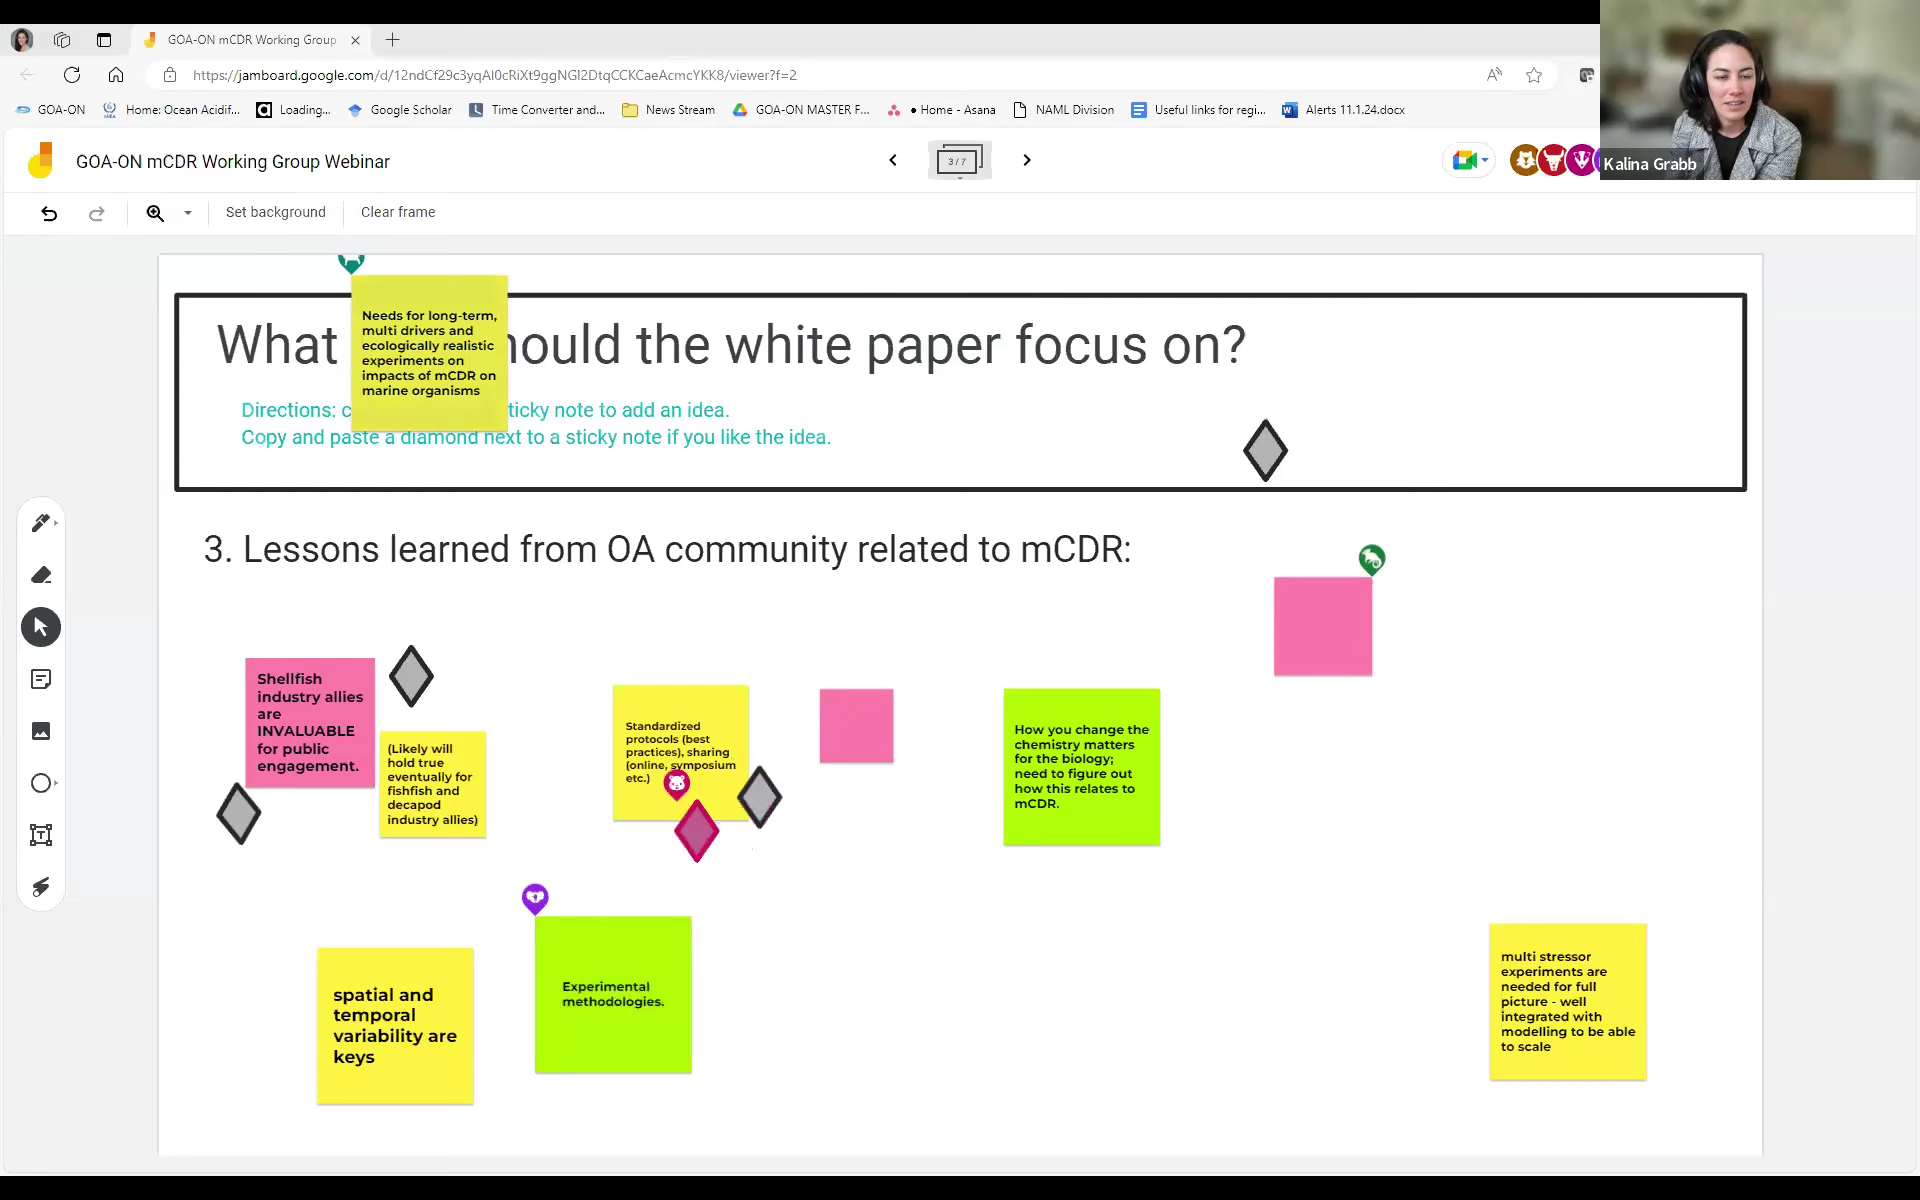 GOA-ON mCDR Working Group
https://jamboard.google.com/d/12ndCf29c3yqAI0cRiXt9ggNGl2DtqCCKCaeAcmcYKK8/viewer?f=2
GOA-ON
Home: Ocean Acidif...
Loading...
Google Scholar
Time Converter and...
News Stream
GOA-ON MASTER F...
Home - Asana
NAML Division
Useful links for regi...
Alerts 11.1.24.docx
GOA-ON mCDR Working Group Webinar
3 / 7
Kalina Grabb
Set background
Clear frame
What
hould the white paper focus on?
Needs for long-term,
multi drivers and
ecologically realistic
experiments on
impacts of mCDR on
marine organisms
Directions: c
ticky note to add an idea.
Copy and paste a diamond next to a sticky note if you like the idea.
3. Lessons learned from OA community related to mCDR:
Shellfish
industry allies
are
INVALUABLE
for public
engagement.
(Likely will
hold true
eventually for
fishfish and
decapod
industry allies)
Standardized
protocols (best
practices), sharing
(online, symposium
etc.)
How you change the
chemistry matters
for the biology;
need to figure out
how this relates to
mCDR.
spatial and
temporal
variability are
keys
Experimental
methodologies.
multi stressor
experiments are
needed for full
picture - well
integrated with
modelling to be able
to scale